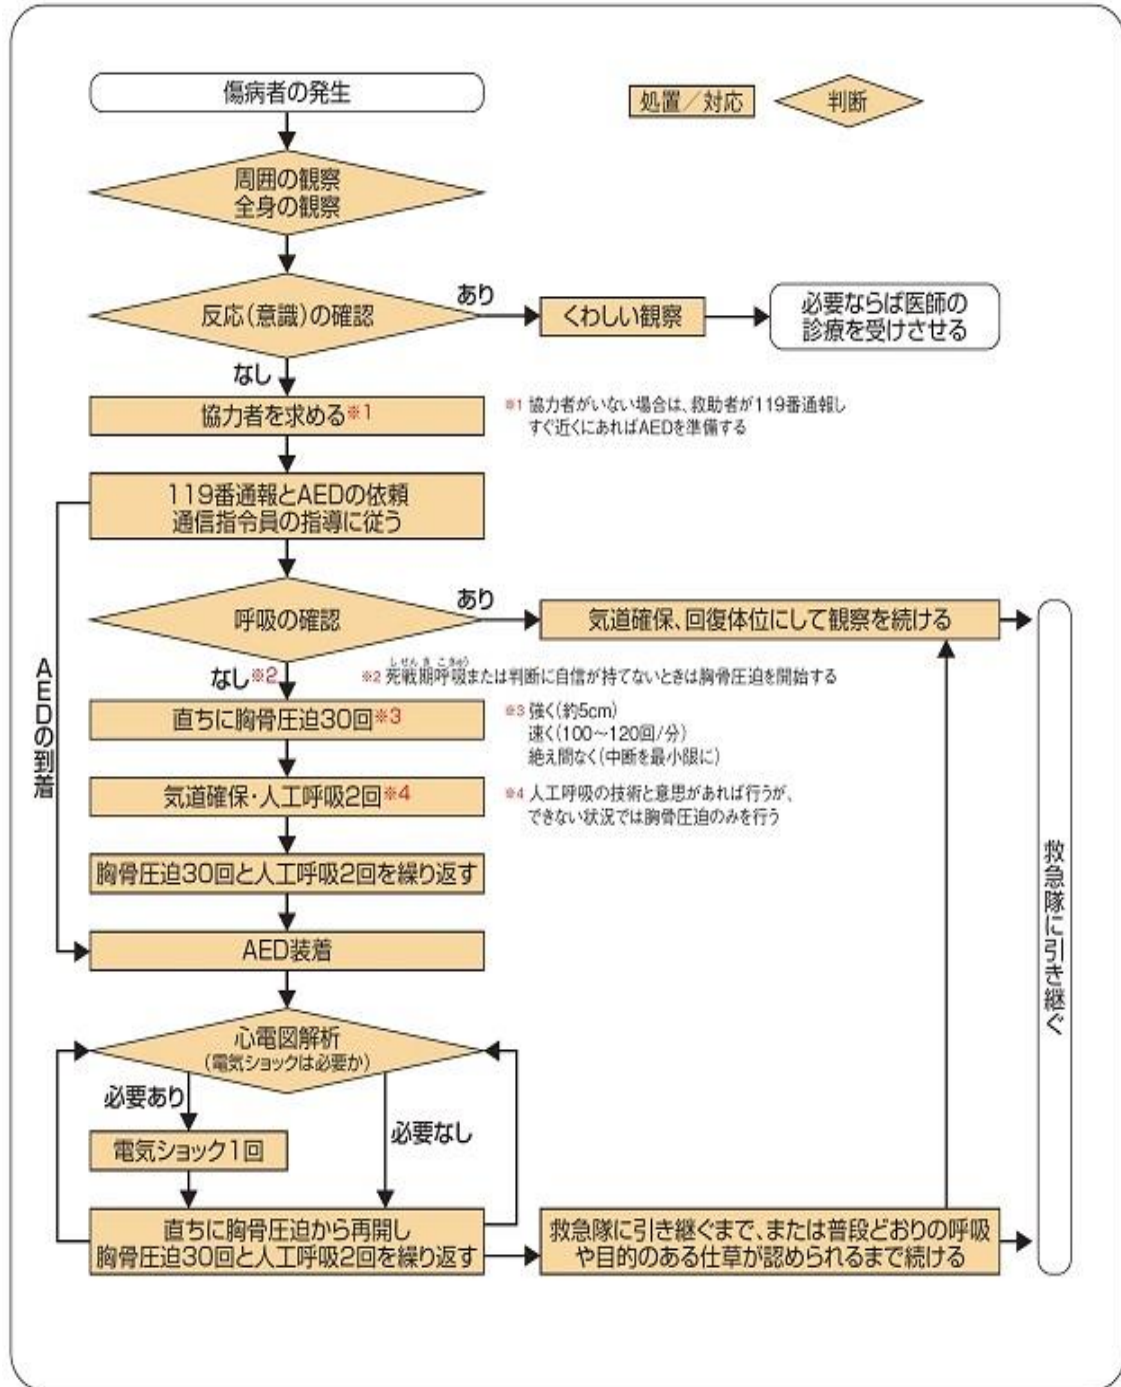 傷病者の発生
処置／対応
判断
周囲の観察
全身の観察
反応(意識)の確認
あり
くわしい観察
必要ならば医師の
診療を受けさせる
なし
協力者を求める※1
※1 協力者がいない場合は、救助者が119番通報し
すぐ近くにあればAEDを準備する
119番通報とAEDの依頼
通信指令員の指導に従う
呼吸の確認
あり
気道確保、回復体位にして観察を続ける
AEDの到着
なし※2
しせんきこきゅう
※2 死戦期呼吸または判断に自信が持てないときは胸骨圧迫を開始する
直ちに胸骨圧迫30回※3
※3 強く(約5cm)
速く(100〜120回/分)
絶え間なく(中断を最小限に)
気道確保・人工呼吸2回※4
※4 人工呼吸の技術と意思があれば行うが、
できない状況では胸骨圧迫のみを行う
胸骨圧迫30回と人工呼吸2回を繰り返す
救急隊に引き継ぐ
AED装着
心電図解析
(電気ショックは必要か)
必要あり
必要なし
電気ショック1回
直ちに胸骨圧迫から再開し
胸骨圧迫30回と人工呼吸2回を繰り返す
救急隊に引き継ぐまで、または普段どおりの呼吸
や目的のある仕草が認められるまで続ける